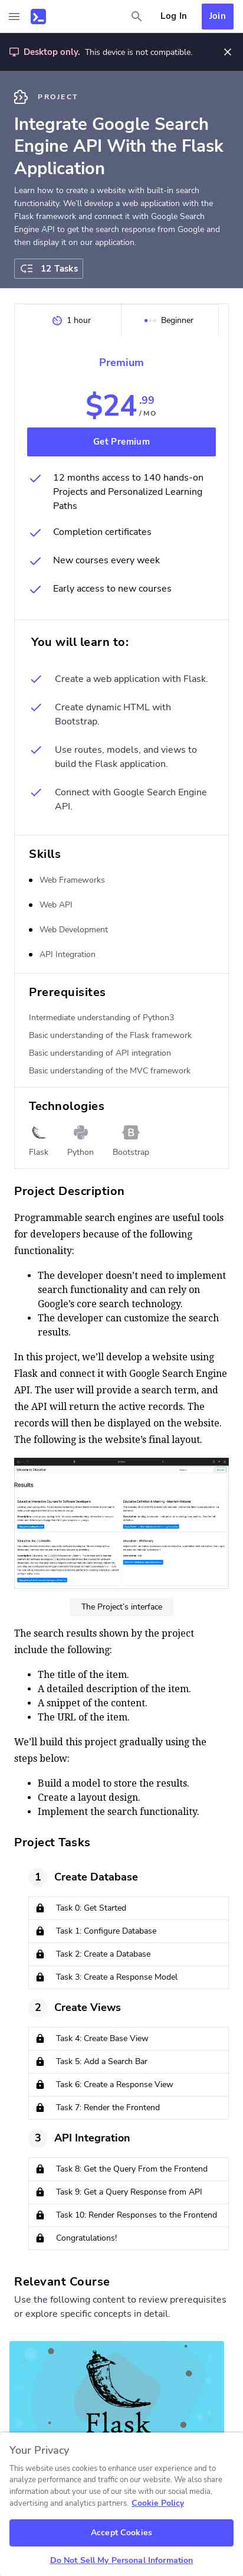 Log In
Join
Desktop only. This device is not compatible.
PROJECT
Integrate Google Search
Engine API With the Flask
Application
Learn how to create a website with built-in search
functionality. We'll develop a web application with the
Flask framework and connect it with Google Search
Engine API to get the search response from Google and
then display it on our application.
12 Tasks
1 hour
Beginner
Premium
$24.99
/ MO
Get Premium
12 months access to 140 hands-on
Projects and Personalized Learning
Paths
Completion certificates
New courses every week
Early access to new courses
You will learn to:
Create a web application with Flask.
Create dynamic HTML with
Bootstrap.
Use routes, models, and views to
build the Flask application.
Connect with Google Search Engine
API.
Skills
Web Frameworks
Web API
Web Development
API Integration
Prerequisites
Intermediate understanding of Python3
Basic understanding of the Flask framework
Basic understanding of API integration
Basic understanding of the MVC framework
Technologies
Flask
Python
Bootstrap
Project Description
Programmable search engines are useful tools
for developers because of the following
functionality:
• The developer doesn't need to implement
search functionality and can rely on
Google's core search technology.
• The developer can customize the search
results.
In this project, we'll develop a website using
Flask and connect it with Google Search Engine
API. The user will provide a search term, and
the API will return the active records. The
records will then be displayed on the website.
The following is the website's final layout.
Results
The Project's interface
The search results shown by the project
include the following:
• The title of the item.
• A detailed description of the item.
• A snippet of the content.
• The URL of the item.
We'll build this project gradually using the
steps below:
• Build a model to store the results.
• Create a layout design.
• Implement the search functionality.
Project Tasks
1 Create Database
Task 0: Get Started
Task 1: Configure Database
Task 2: Create a Database
Task 3: Create a Response Model
2 Create Views
Task 4: Create Base View
Task 5: Add a Search Bar
Task 6: Create a Response View
Task 7: Render the Frontend
3 API Integration
Task 8: Get the Query From the Frontend
Task 9: Get a Query Response from API
Task 10: Render Responses to the Frontend
Congratulations!
Relevant Course
Use the following content to review prerequisites
or explore specific concepts in detail.
Flask
Your Privacy
This website uses cookies to enhance user experience and to
analyze performance and traffic on our website. We also share
information about your use of our site with our social media,
advertising and analytics partners. Cookie Policy
Accept Cookies
Do Not Sell My Personal Information